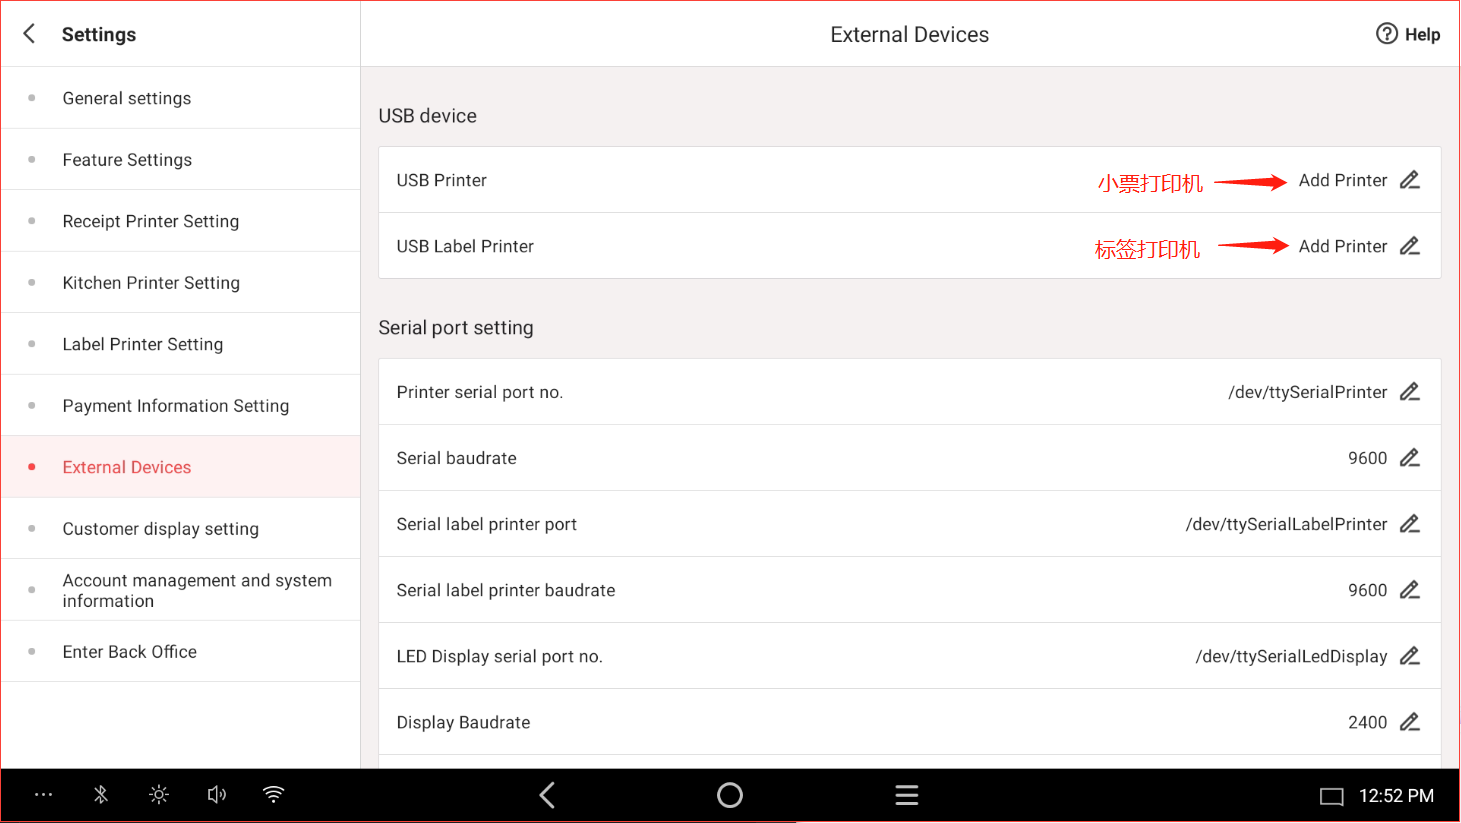 Settings
External Devices
Help
General settings
Feature Settings
Receipt Printer Setting
Kitchen Printer Setting
Label Printer Setting
Payment Information Setting
External Devices
Customer display setting
Account management and system
information
Enter Back Office
USB device
USB Printer 小票打印机 Add Printer
USB Label Printer 标签打印机 Add Printer
Serial port setting
Printer serial port no. /dev/ttySerialPrinter
Serial baudrate 9600
Serial label printer port /dev/ttySerialLabelPrinter
Serial label printer baudrate 9600
LED Display serial port no. /dev/ttySerialLedDisplay
Display Baudrate 2400
12:52 PM